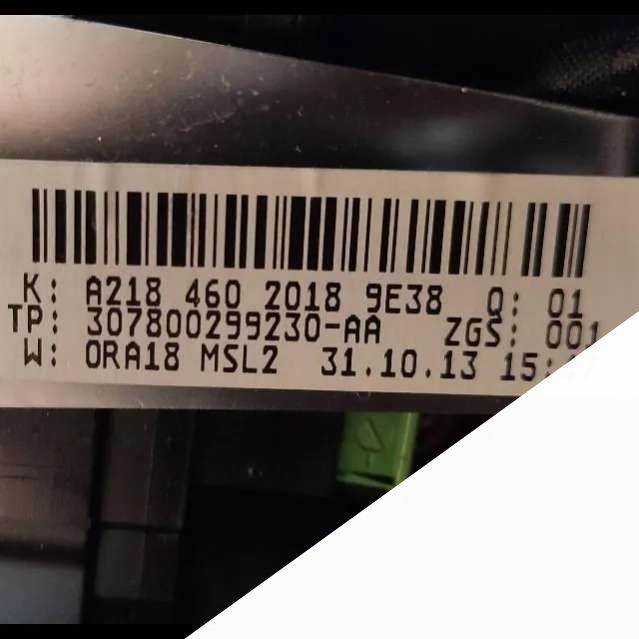 K: A218 460 2018 9E38 Q: 01
TP: 307800299230-AA ZGS: 001
W: ORA18 MSL2 31.10.13